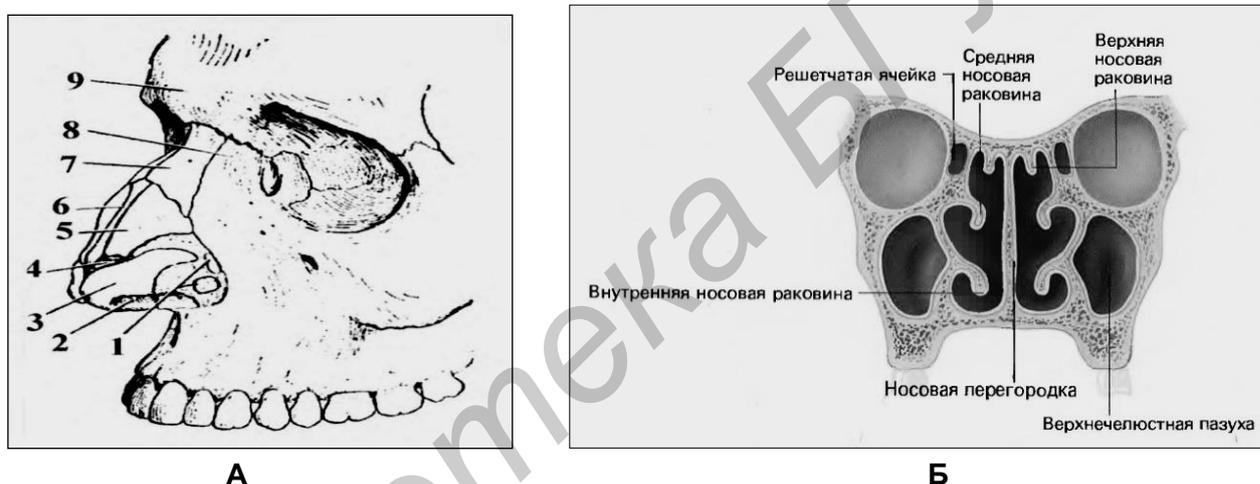 9
8
7
6
5
4
3
2
1
А
Решетчатая ячейка
Средняя
носовая
раковина
Верхняя
носовая
раковина
Внутренняя носовая раковина
Носовая перегородка
Верхнечелюстная пазуха
Б